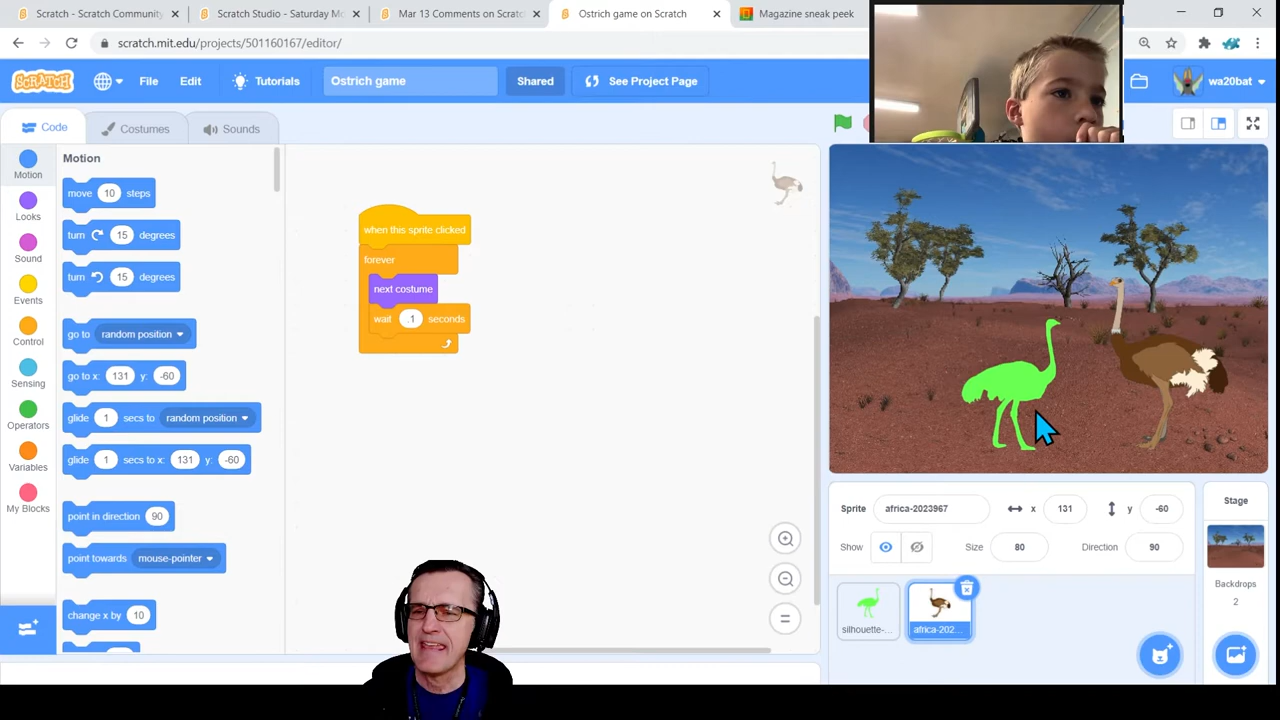 Scratch - Scratch Community
Scratch Studio - Saturday Mo
Mar 13 Comments on Scratch
Ostrich game on Scratch
Magazine sneak peek
scratch.mit.edu/projects/501160167/editor/
SCRATCH
File
Edit
Tutorials
Ostrich game
Shared
See Project Page
wa20bat
Code
Costumes
Sounds
Motion
Looks
Sound
Events
Control
Sensing
Operators
Variables
My Blocks
Motion
move 10 steps
turn 15 degrees
turn 15 degrees
go to random position
go to x: 131 y: -60
glide 1 secs to random position
glide 1 secs to x: 131 y: -60
point in direction 90
point towards mouse-pointer
change x by 10
when this sprite clicked
forever
next costume
wait .1 seconds
Sprite africa-2023967 x 131 y -60
Show Size 80 Direction 90
silhouette-...
africa-202...
Stage
Backdrops
2